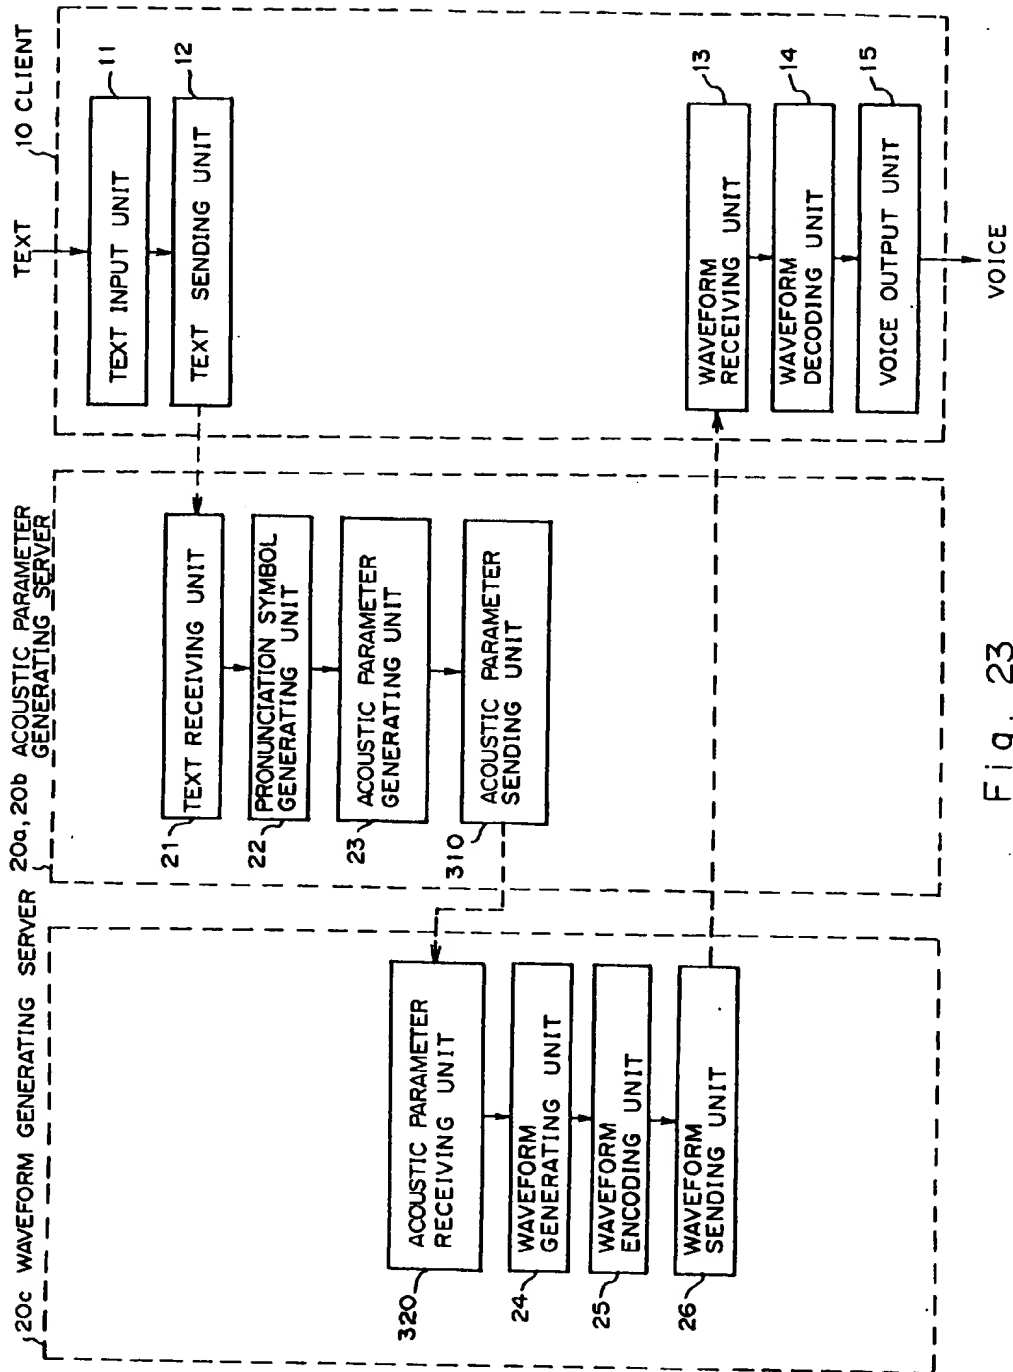 20c WAVEFORM GENERATING SERVER
320
ACOUSTIC PARAMETER
RECEIVING UNIT
24
WAVEFORM
GENERATING UNIT
25
WAVEFORM
ENCODING UNIT
26
WAVEFORM
SENDING UNIT
20a, 20b ACOUSTIC PARAMETER
GENERATING SERVER
21
TEXT RECEIVING UNIT
22
PRONUNCIATION SYMBOL
GENERATING UNIT
23
ACOUSTIC PARAMETER
GENERATING UNIT
310
ACOUSTIC PARAMETER
SENDING UNIT
TEXT
10 CLIENT
TEXT INPUT UNIT
11
TEXT SENDING UNIT
12
WAVEFORM
RECEIVING UNIT
13
WAVEFORM
DECODING UNIT
14
VOICE OUTPUT UNIT
15
VOICE
Fig. 23